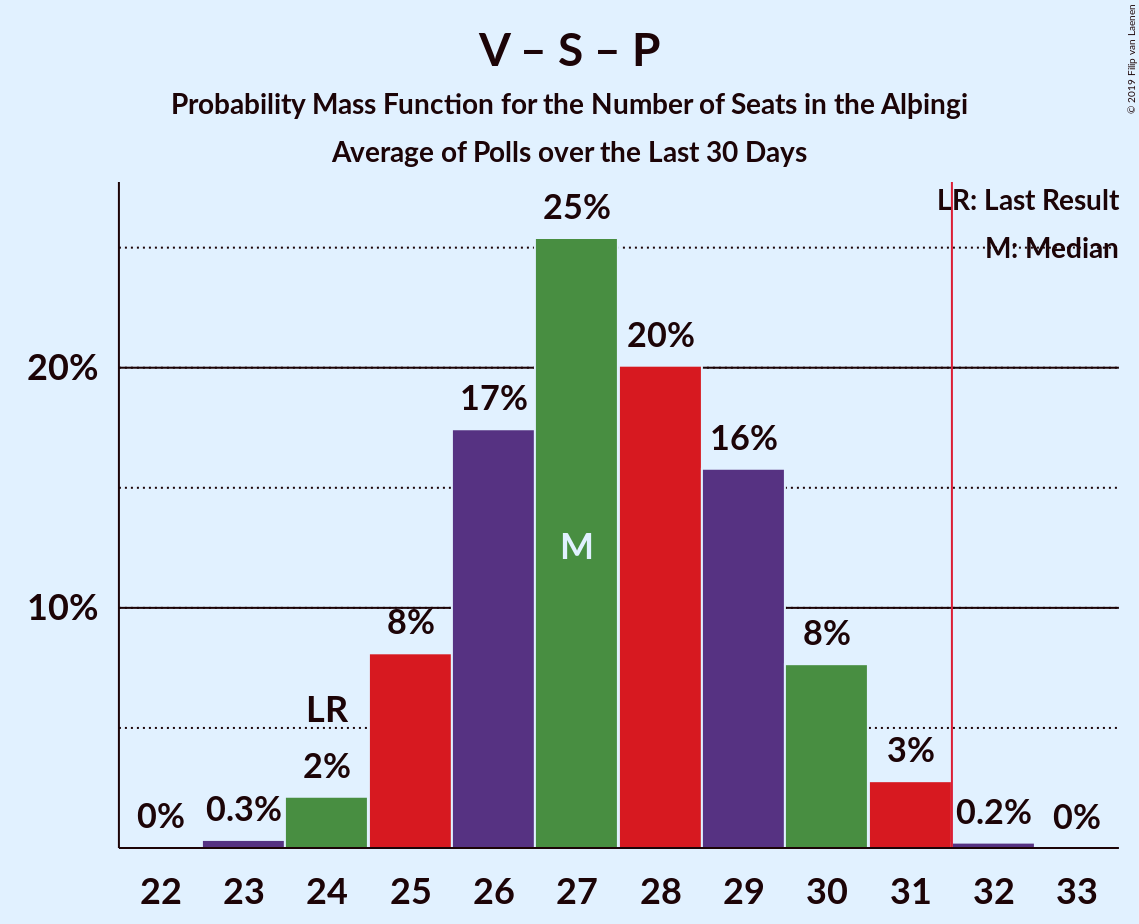 V – S – P
Probability Mass Function for the Number of Seats in the Alþingi
Average of Polls over the Last 30 Days
© 2019 Filip van Laenen
LR: Last Result
M: Median
25%
20%
17%
16%
8%
8%
LR
2%
3%
0%
0.3%
0.2%
0%
M
20%
10%
22 23 24 25 26 27 28 29 30 31 32 33